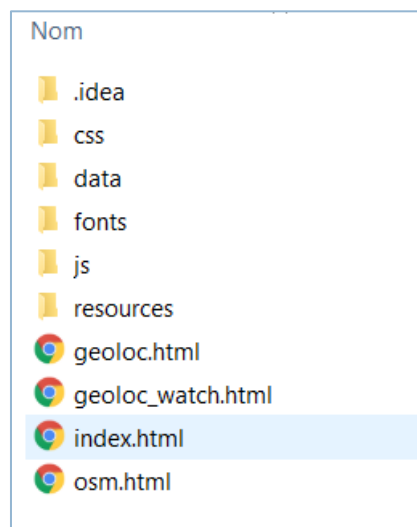 Nom
.idea
css
data
fonts
js
resources
geoloc.html
geoloc_watch.html
index.html
osm.html